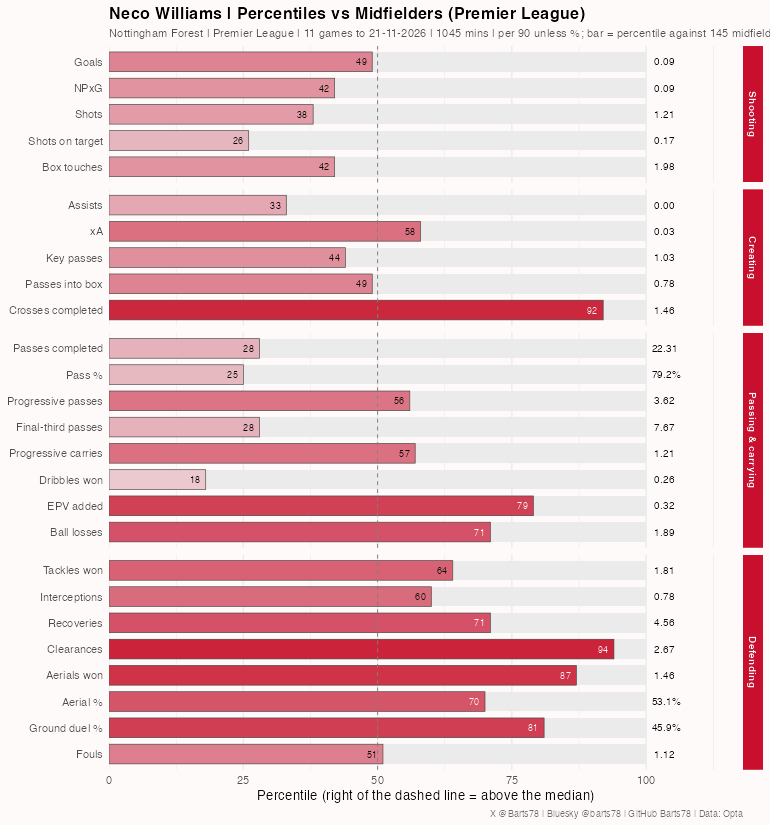 Neco Williams | Percentiles vs Midfielders (Premier League)
Nottingham Forest | Premier League | 11 games to 21-11-2026 | 1045 mins | per 90 unless %; bar = percentile against 145 midfield
Shooting
Goals 49 0.09
NPxG 42 0.09
Shots 38 1.21
Shots on target 26 0.17
Box touches 42 1.98
Creating
Assists 33 0.00
xA 58 0.03
Key passes 44 1.03
Passes into box 49 0.78
Crosses completed 92 1.46
Passing & carrying
Passes completed 28 22.31
Pass % 25 79.2%
Progressive passes 56 3.62
Final-third passes 28 7.67
Progressive carries 57 1.21
Dribbles won 18 0.26
EPV added 79 0.32
Ball losses 71 1.89
Defending
Tackles won 64 1.81
Interceptions 60 0.78
Recoveries 71 4.56
Clearances 94 2.67
Aerials won 87 1.46
Aerial % 70 53.1%
Ground duel % 81 45.9%
Fouls 51 1.12
0 25 50 75 100
Percentile (right of the dashed line = above the median)
X @Barts78 | Bluesky @barts78 | GitHub Barts78 | Data: Opta